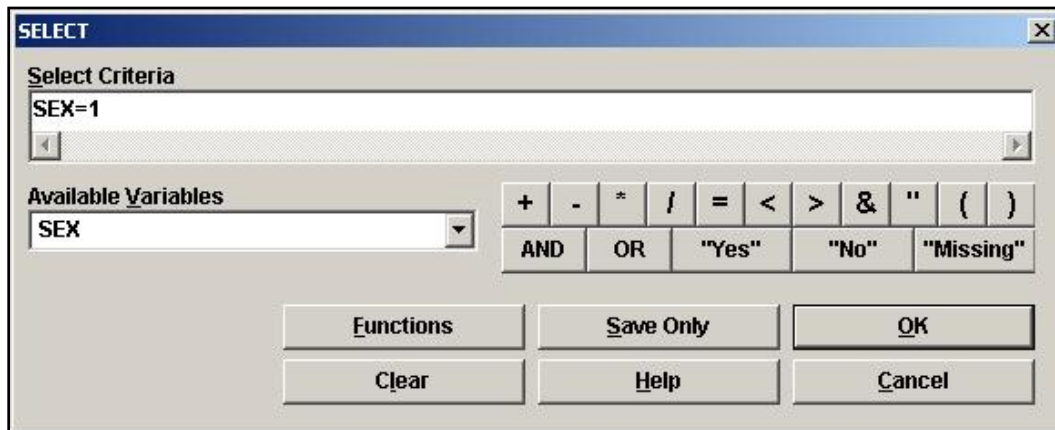 SELECT
Select Criteria
SEX=1
Available Variables
SEX
+ - * / = < > & " ( )
AND OR "Yes" "No" "Missing"
Functions Save Only OK
Clear Help Cancel